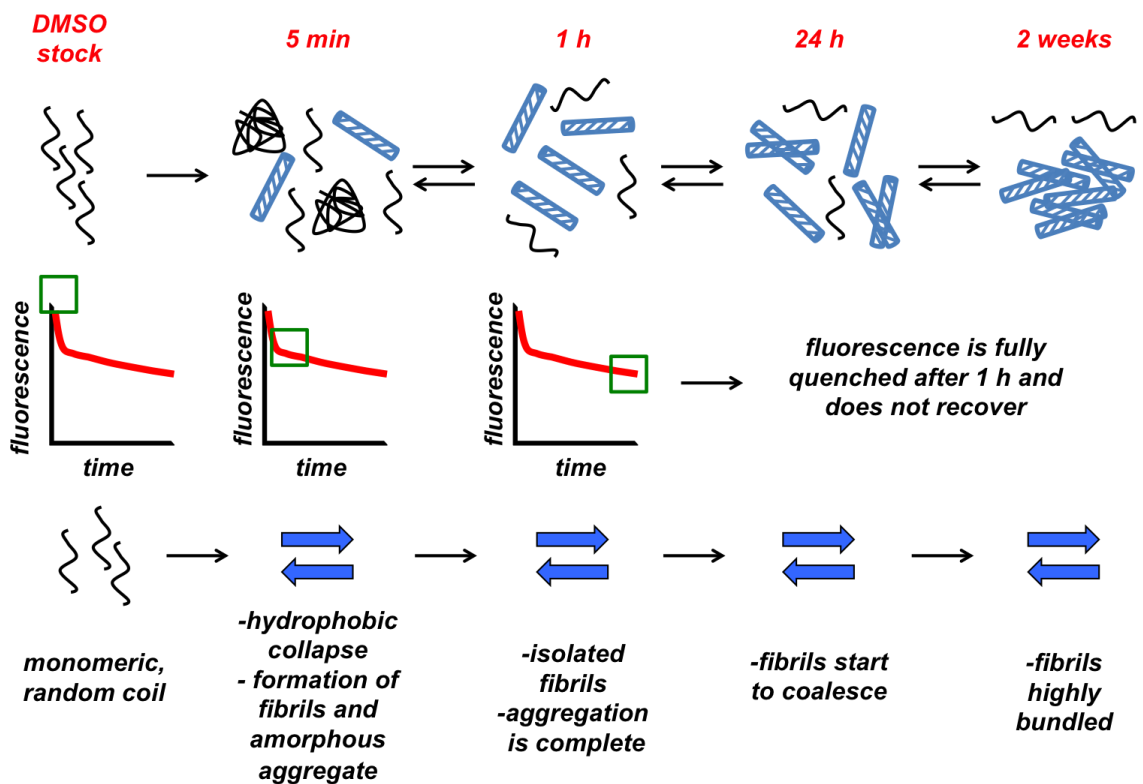 DMSO
stock
5 min
1 h
24 h
2 weeks
fluorescence
time
fluorescence
time
fluorescence
time
fluorescence is fully
quenched after 1 h and
does not recover
monomeric,
random coil
-hydrophobic
collapse
- formation of
fibrils and
amorphous
aggregate
-isolated
fibrils
-aggregation
is complete
-fibrils start
to coalesce
-fibrils
highly
bundled